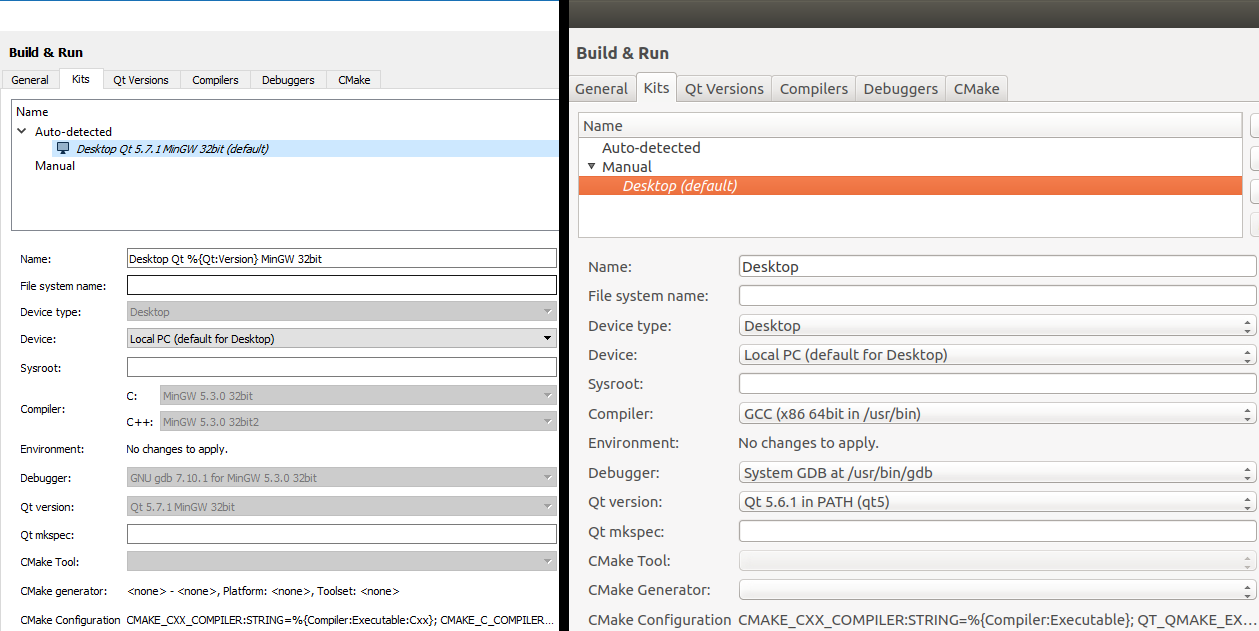 Build & Run
General Kits Qt Versions Compilers Debuggers CMake
Name
Auto-detected
Desktop Qt 5.7.1 MinGW 32bit (default)
Manual
Name: Desktop Qt %{Qt:Version} MinGW 32bit
File system name:
Device type: Desktop
Device: Local PC (default for Desktop)
Sysroot:
Compiler:
C: MinGW 5.3.0 32bit
C++: MinGW 5.3.0 32bit2
Environment: No changes to apply.
Debugger: GNU gdb 7.10.1 for MinGW 5.3.0 32bit
Qt version: Qt 5.7.1 MinGW 32bit
Qt mkspec:
CMake Tool:
CMake generator: <none> - <none>, Platform: <none>, Toolset: <none>
CMake Configuration CMAKE_CXX_COMPILER:STRING=%{Compiler:Executable:Cxx}; CMAKE_C_COMPILER...
Build & Run
General Kits Qt Versions Compilers Debuggers CMake
Name
Auto-detected
Manual
Desktop (default)
Name: Desktop
File system name:
Device type: Desktop
Device: Local PC (default for Desktop)
Sysroot:
Compiler: GCC (x86 64bit in /usr/bin)
Environment: No changes to apply.
Debugger: System GDB at /usr/bin/gdb
Qt version: Qt 5.6.1 in PATH (qt5)
Qt mkspec:
CMake Tool:
CMake Generator:
CMake Configuration CMAKE_CXX_COMPILER:STRING=%{Compiler:Executable}; QT_QMAKE_EX...